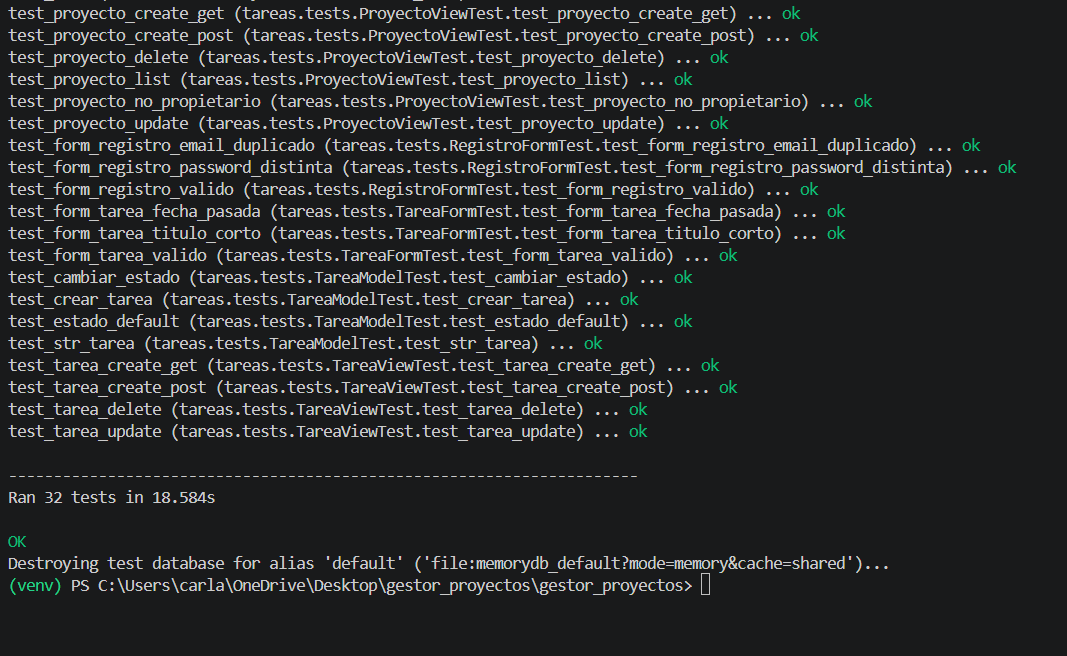 test_proyecto_create_get (tareas.tests.ProyectoViewTest.test_proyecto_create_get) ... ok
test_proyecto_create_post (tareas.tests.ProyectoViewTest.test_proyecto_create_post) ... ok
test_proyecto_delete (tareas.tests.ProyectoViewTest.test_proyecto_delete) ... ok
test_proyecto_list (tareas.tests.ProyectoViewTest.test_proyecto_list) ... ok
test_proyecto_no_propietario (tareas.tests.ProyectoViewTest.test_proyecto_no_propietario) ... ok
test_proyecto_update (tareas.tests.ProyectoViewTest.test_proyecto_update) ... ok
test_form_registro_email_duplicado (tareas.tests.RegistroFormTest.test_form_registro_email_duplicado) ... ok
test_form_registro_password_distinta (tareas.tests.RegistroFormTest.test_form_registro_password_distinta) ... ok
test_form_registro_valido (tareas.tests.RegistroFormTest.test_form_registro_valido) ... ok
test_form_tarea_fecha_pasada (tareas.tests.TareaFormTest.test_form_tarea_fecha_pasada) ... ok
test_form_tarea_titulo_corto (tareas.tests.TareaFormTest.test_form_tarea_titulo_corto) ... ok
test_form_tarea_valido (tareas.tests.TareaFormTest.test_form_tarea_valido) ... ok
test_cambiar_estado (tareas.tests.TareaModelTest.test_cambiar_estado) ... ok
test_crear_tarea (tareas.tests.TareaModelTest.test_crear_tarea) ... ok
test_estado_default (tareas.tests.TareaModelTest.test_estado_default) ... ok
test_str_tarea (tareas.tests.TareaModelTest.test_str_tarea) ... ok
test_tarea_create_get (tareas.tests.TareaViewTest.test_tarea_create_get) ... ok
test_tarea_create_post (tareas.tests.TareaViewTest.test_tarea_create_post) ... ok
test_tarea_delete (tareas.tests.TareaViewTest.test_tarea_delete) ... ok
test_tarea_update (tareas.tests.TareaViewTest.test_tarea_update) ... ok
----------------------------------------------------------------------
Ran 32 tests in 18.584s
OK
Destroying test database for alias 'default' ('file:memorydb_default?mode=memory&cache=shared')...
(venv) PS C:\Users\carla\OneDrive\Desktop\gestor_proyectos\gestor_proyectos>